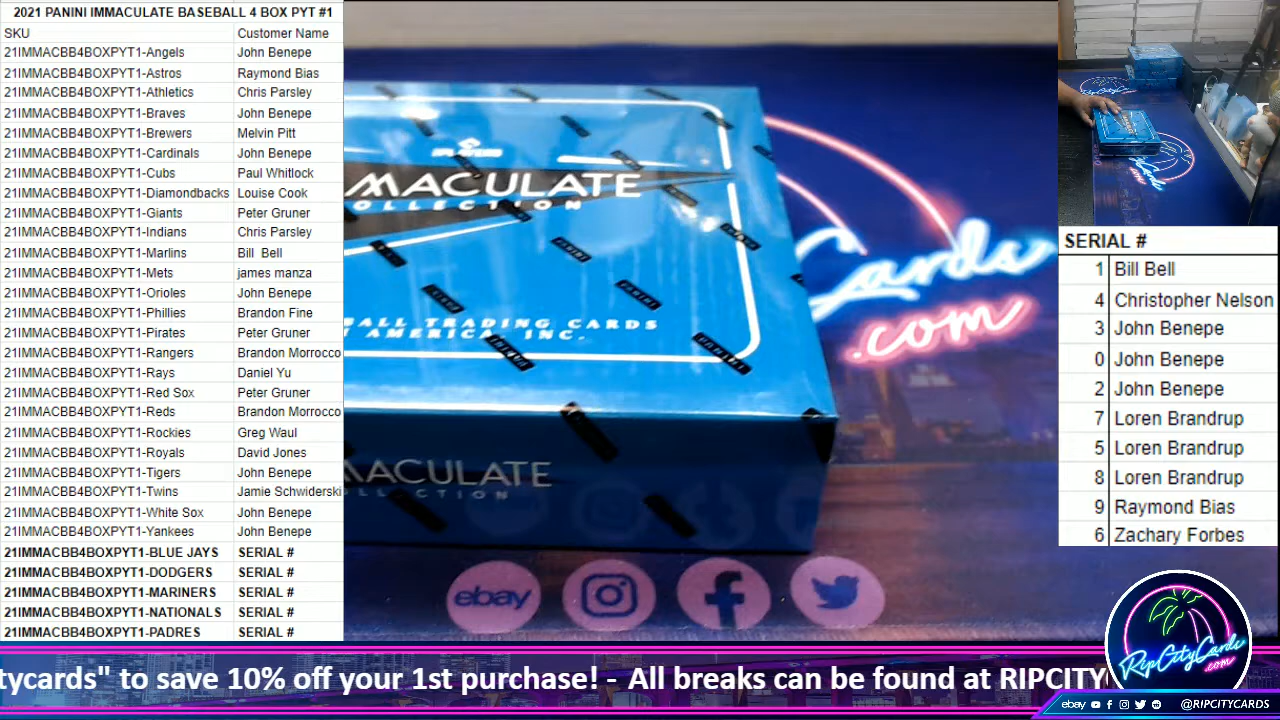 2021 PANINI IMMACULATE BASEBALL 4 BOX PYT #1
SKU Customer Name
21IMMACBB4BOXPYT1-Angels John Benepe
21IMMACBB4BOXPYT1-Astros Raymond Bias
21IMMACBB4BOXPYT1-Athletics Chris Parsley
21IMMACBB4BOXPYT1-Braves John Benepe
21IMMACBB4BOXPYT1-Brewers Melvin Pitt
21IMMACBB4BOXPYT1-Cardinals John Benepe
21IMMACBB4BOXPYT1-Cubs Paul Whitlock
21IMMACBB4BOXPYT1-Diamondbacks Louise Cook
21IMMACBB4BOXPYT1-Giants Peter Gruner
21IMMACBB4BOXPYT1-Indians Chris Parsley
21IMMACBB4BOXPYT1-Marlins Bill Bell
21IMMACBB4BOXPYT1-Mets james manza
21IMMACBB4BOXPYT1-Orioles John Benepe
21IMMACBB4BOXPYT1-Phillies Brandon Fine
21IMMACBB4BOXPYT1-Pirates Peter Gruner
21IMMACBB4BOXPYT1-Rangers Brandon Morrocco
21IMMACBB4BOXPYT1-Rays Daniel Yu
21IMMACBB4BOXPYT1-Red Sox Peter Gruner
21IMMACBB4BOXPYT1-Reds Brandon Morrocco
21IMMACBB4BOXPYT1-Rockies Greg Waul
21IMMACBB4BOXPYT1-Royals David Jones
21IMMACBB4BOXPYT1-Tigers John Benepe
21IMMACBB4BOXPYT1-Twins Jamie Schwiderski
21IMMACBB4BOXPYT1-White Sox John Benepe
21IMMACBB4BOXPYT1-Yankees John Benepe
21IMMACBB4BOXPYT1-BLUE JAYS SERIAL #
21IMMACBB4BOXPYT1-DODGERS SERIAL #
21IMMACBB4BOXPYT1-MARINERS SERIAL #
21IMMACBB4BOXPYT1-NATIONALS SERIAL #
21IMMACBB4BOXPYT1-PADRES SERIAL #
MACULATE
OLLECTION
ALL TRADING CARDS
AMERICA INC.
MACULATE
LLECTION
Cards
.com
ebay
SERIAL #
1 Bill Bell
4 Christopher Nelson
3 John Benepe
0 John Benepe
2 John Benepe
7 Loren Brandrup
5 Loren Brandrup
8 Loren Brandrup
9 Raymond Bias
6 Zachary Forbes
RipCityCards
.com
tycards" to save 10% off your 1st purchase! - All breaks can be found at RIPCITY
ebay @RIPCITYCARDS